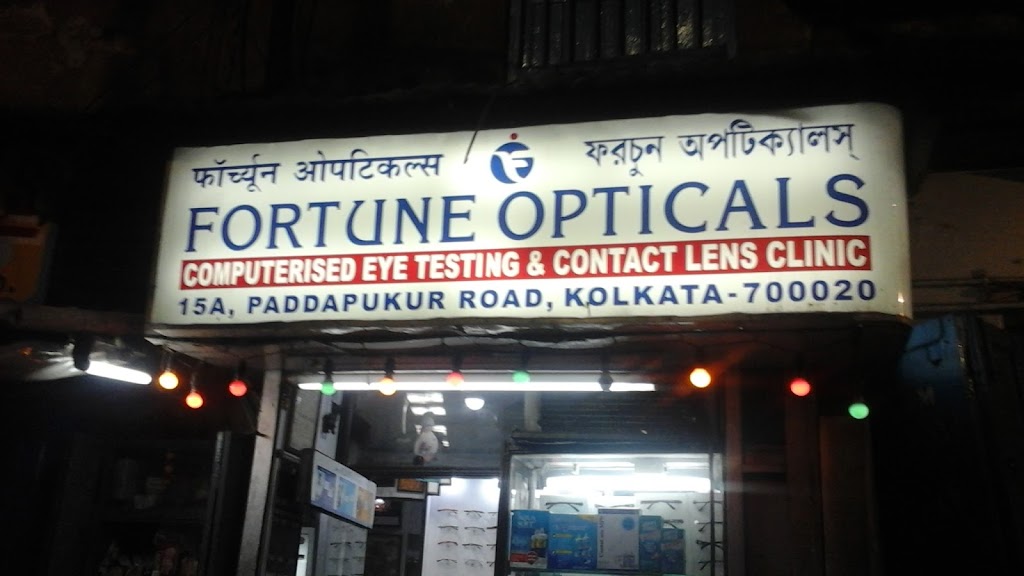 फॉर्च्यून ओपटिकल्स
ফরচুন অপটিক্যালস্
FORTUNE OPTICALS
COMPUTERISED EYE TESTING & CONTACT LENS CLINIC
15A, PADDAPUKUR ROAD, KOLKATA-700020